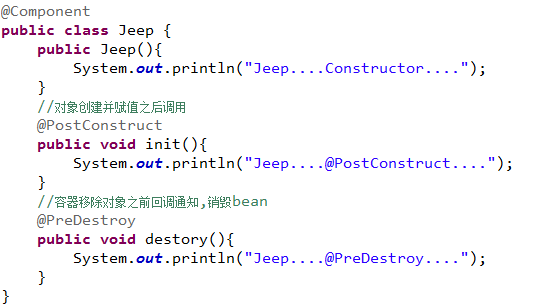 @Component
public class Jeep {
    public Jeep(){
        System.out.println("Jeep....Constructor....");
    }
    //对象创建并赋值之后调用
    @PostConstruct
    public void init(){
        System.out.println("Jeep....@PostConstruct....");
    }
    //容器移除对象之前回调通知,销毁bean
    @PreDestroy
    public void destory(){
        System.out.println("Jeep....@PreDestroy....");
    }
}